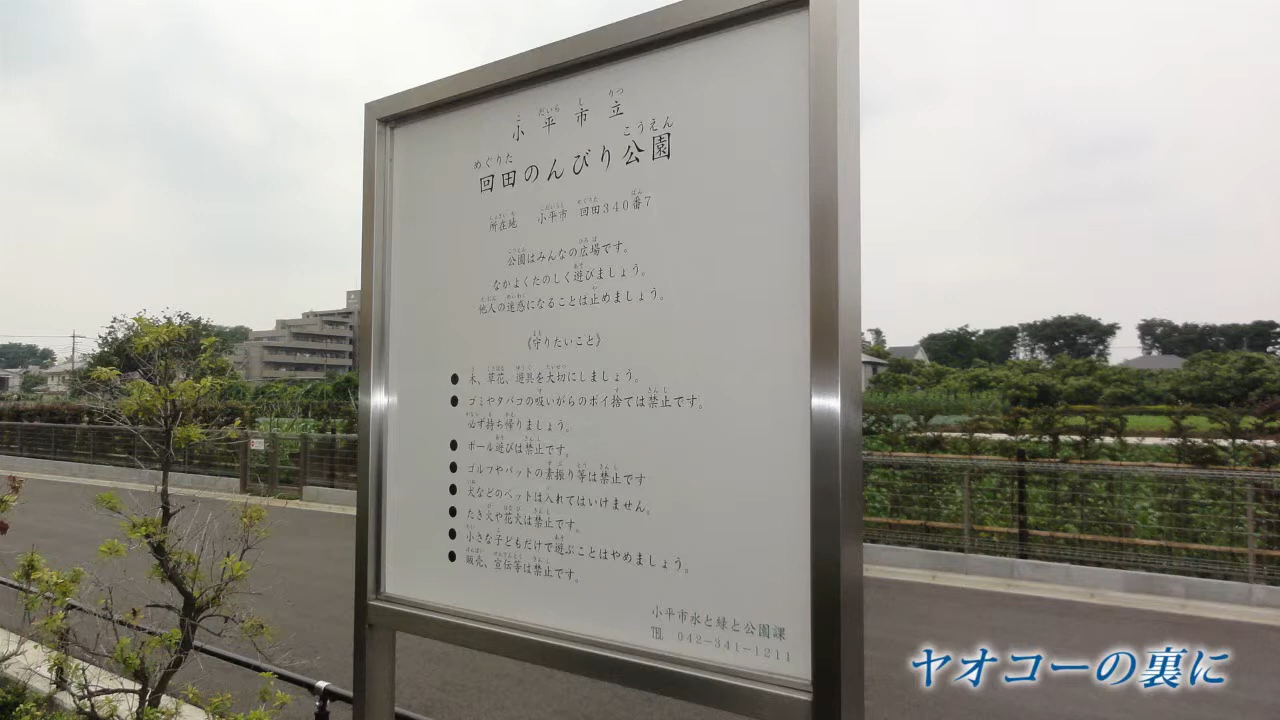 小平市立
回田のんびり公園
所在地 小平市 回田340番7
公園はみんなの広場です。
なかよくたのしく遊びましょう。
他人の迷惑になることは止めましょう。
《守りたいこと》
● 木、草花、遊具を大切にしましょう。
● ゴミやタバコの吸いがらのポイ捨ては禁止です。
必ず持ち帰りましょう。
● ボール遊びは禁止です。
● ゴルフやバットの素振り等は禁止です
● 犬などのペットは入れてはいけません。
● たき火や花火は禁止です。
● 小さな子どもだけで遊ぶことはやめましょう。
● 販売、宣伝等は禁止です。
小平市水と緑と公園課
℡ 042-341-1211
ヤオコーの裏に